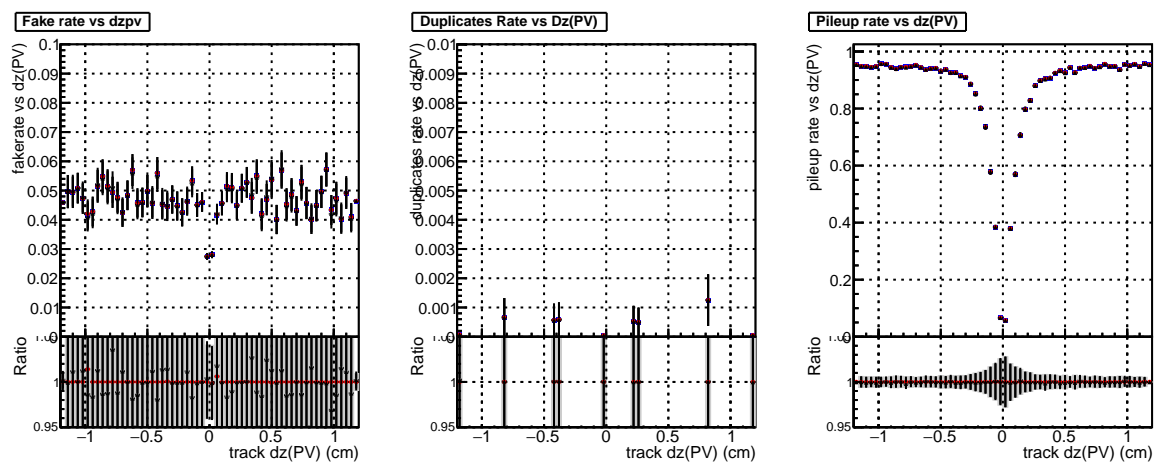 Fake rate vs dzpv
fakerate vs dz(PV)
0.1
0.09
0.08
0.07
0.06
0.05
0.04
0.03
0.02
0.01
Ratio
1
0.95
−1 −0.5 0 0.5 1
track dz(PV) (cm)
Duplicates Rate vs Dz(PV)
duplicates rate vs dz(PV)
0.01
0.009
0.008
0.007
0.006
0.005
0.004
0.003
0.002
0.001
0
Ratio
1
0.95
−1 −0.5 0 0.5 1
track dz(PV) (cm)
Pileup rate vs dz(PV)
pileup rate vs dz(PV)
1
0.8
0.6
0.4
0.2
0
Ratio
1
0.95
−1 −0.5 0 0.5 1
track dz(PV) (cm)